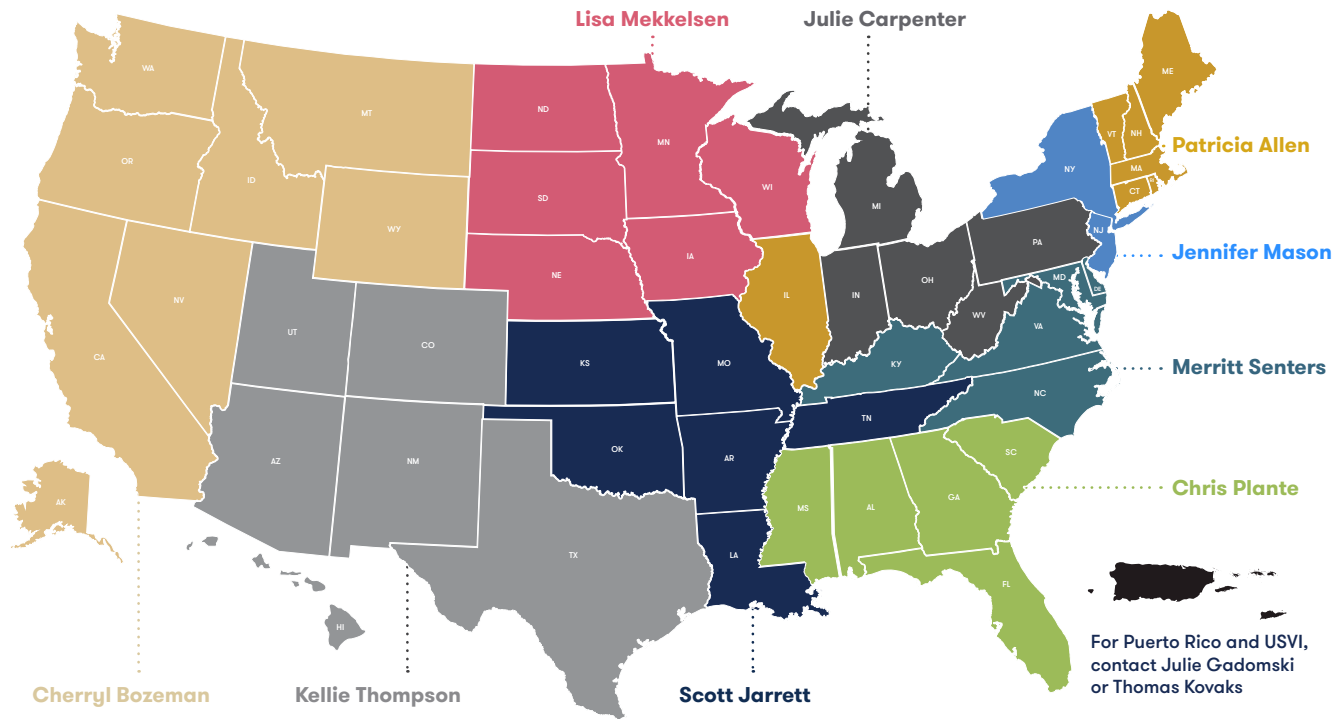 Lisa Mekkelsen
Julie Carpenter
WA
MT
ND
MN
ME
OR
ID
SD
WI
MI
NY
VT
NH
Patricia Allen
MA
CT
WY
NE
IA
PA
NJ
Jennifer Mason
NV
UT
CO
IL
IN
OH
WV
MD
DE
VA
CA
KS
MO
KY
Merritt Senters
NC
AZ
NM
OK
AR
TN
SC
Chris Plante
AK
TX
LA
MS
AL
GA
FL
HI
For Puerto Rico and USVI,
contact Julie Gadomski
or Thomas Kovaks
Cherryl Bozeman
Kellie Thompson
Scott Jarrett